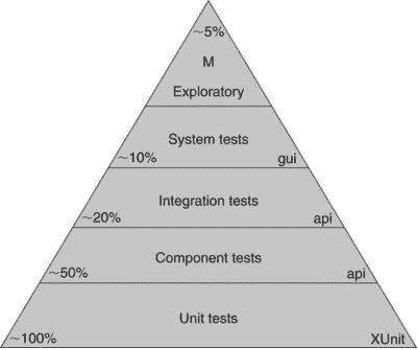 ~5%
M
Exploratory
System tests
~10% gui
Integration tests
~20% api
Component tests
~50% api
Unit tests
~100% XUnit